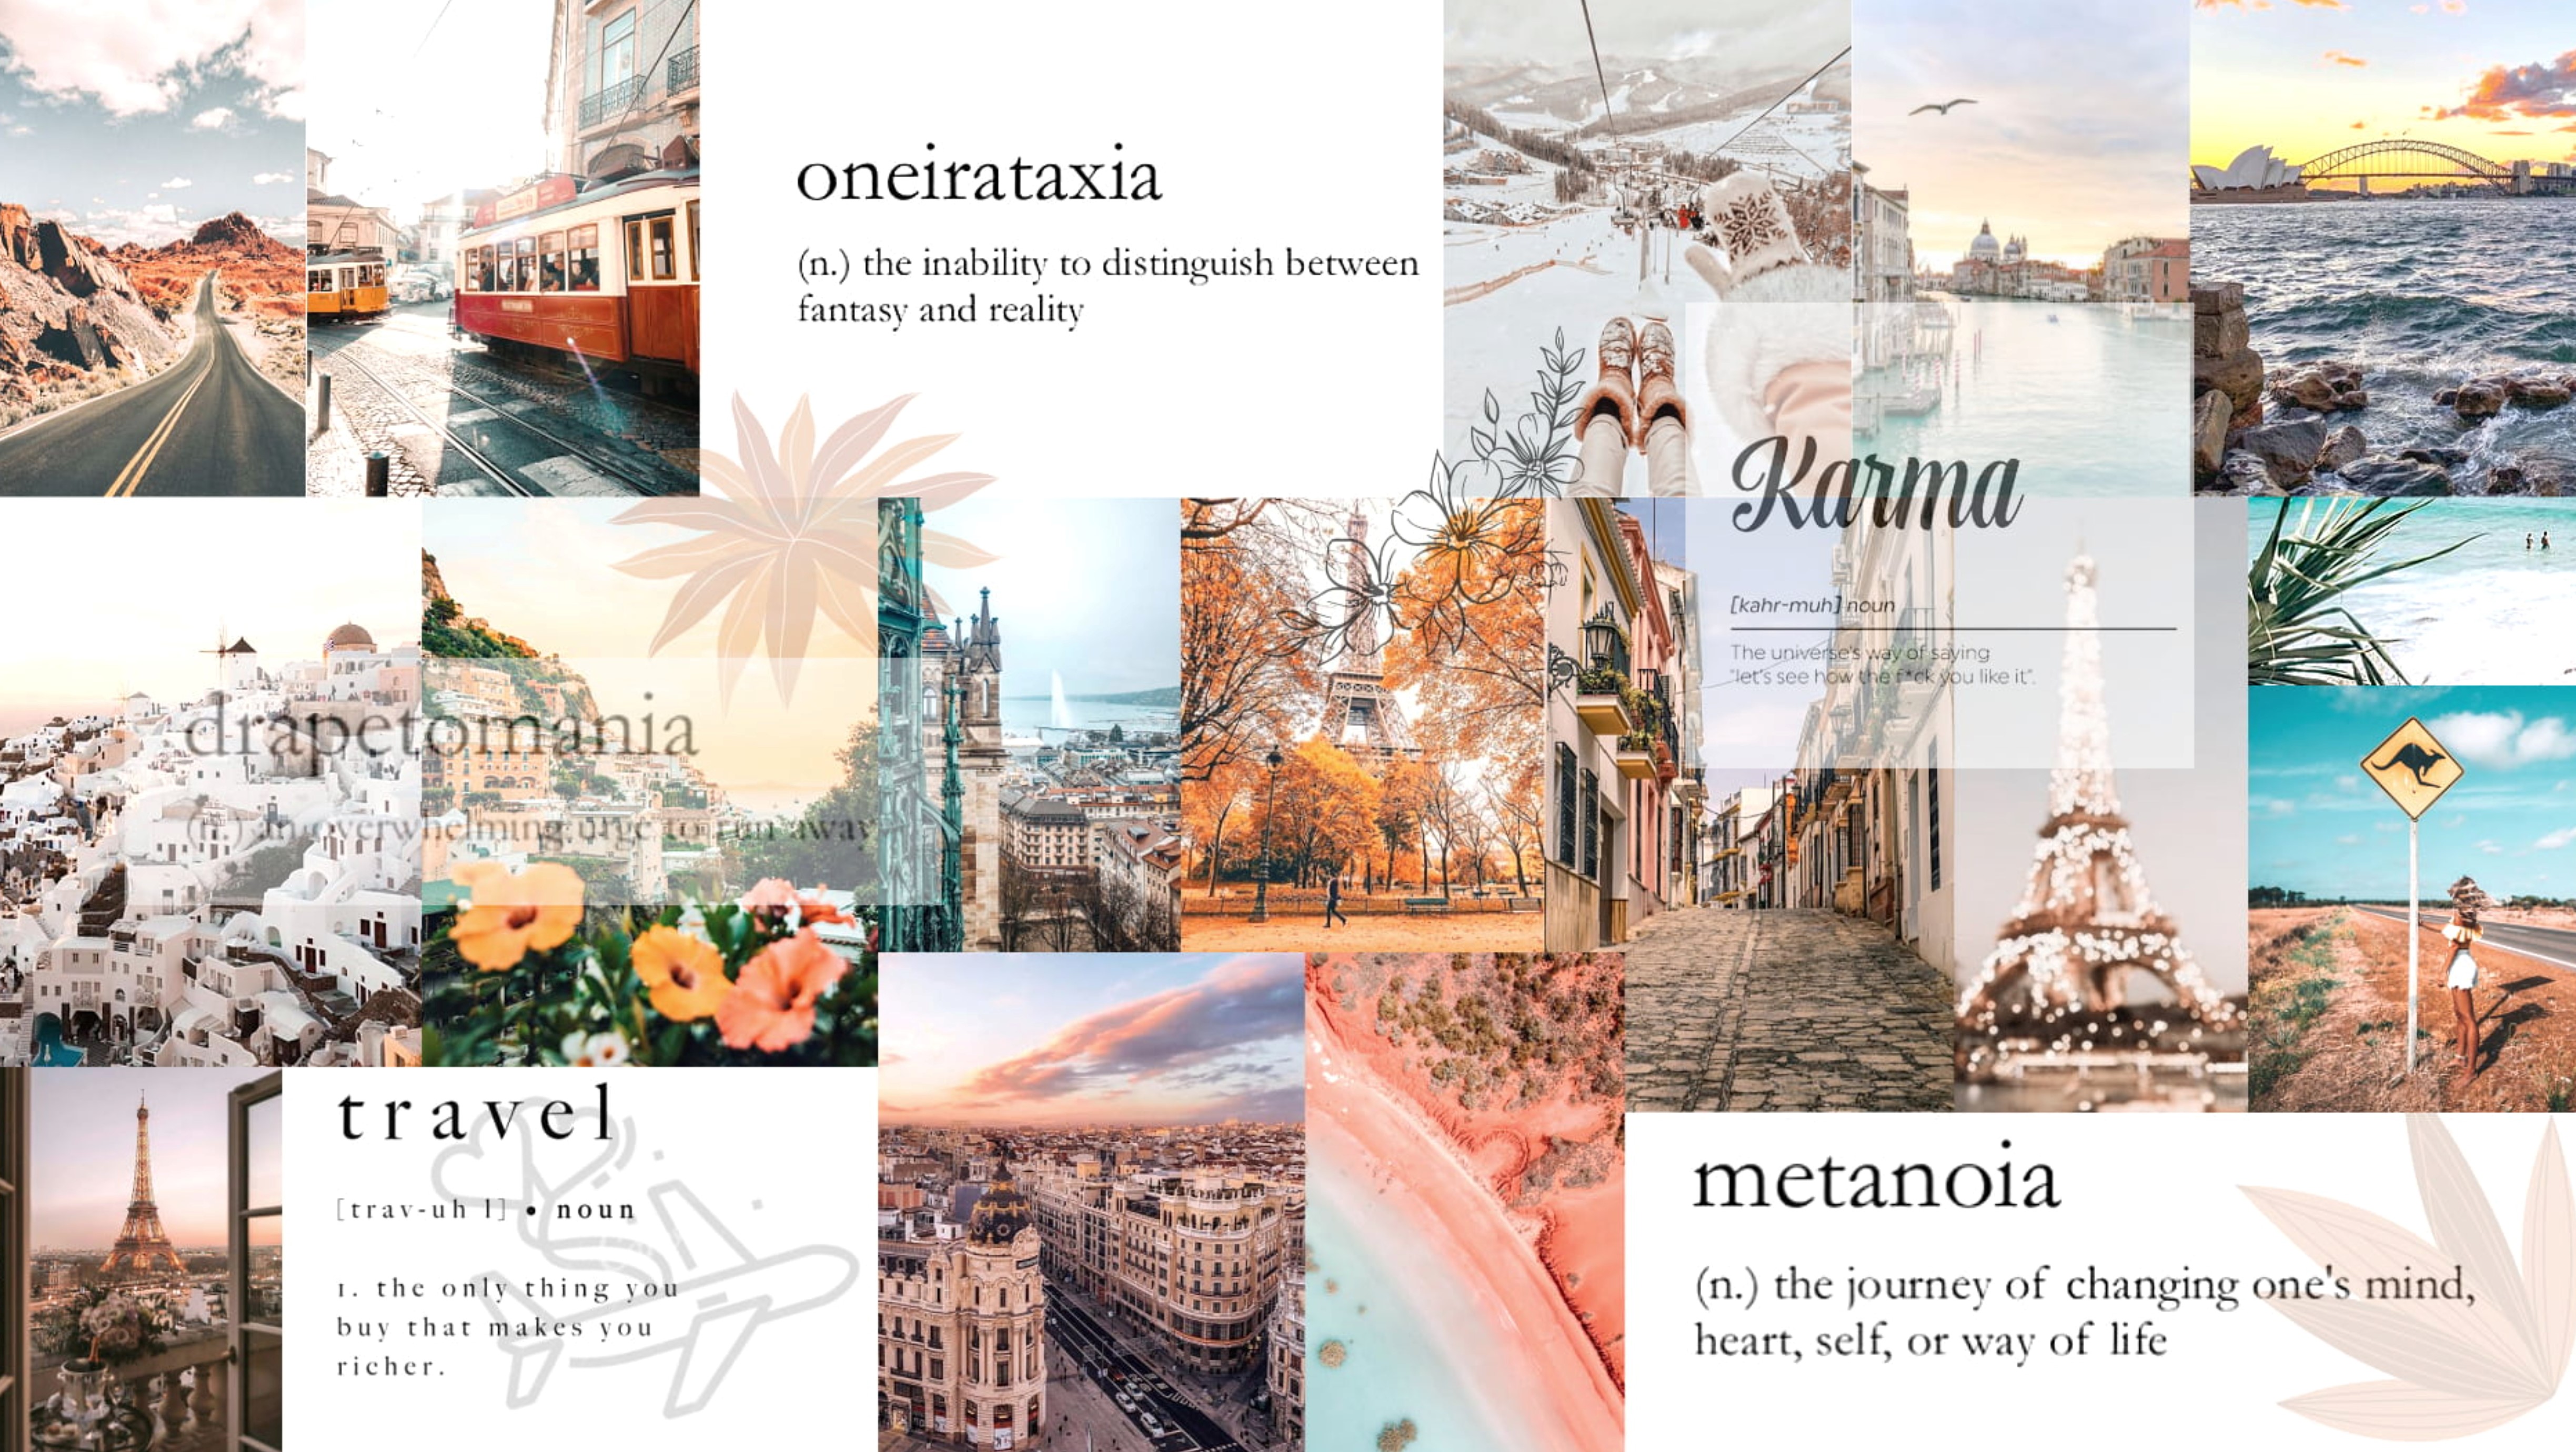 oneirataxia
(n.) the inability to distinguish between
fantasy and reality
Karma
[kahr-muh] noun
The universe's way of saying
"let's see how the f*ck you like it".
drapetomania
(n.) an overwhelming urge to run away
travel
[trav-uh l] • noun
1. the only thing you
buy that makes you
richer.
metanoia
(n.) the journey of changing one's mind,
heart, self, or way of life